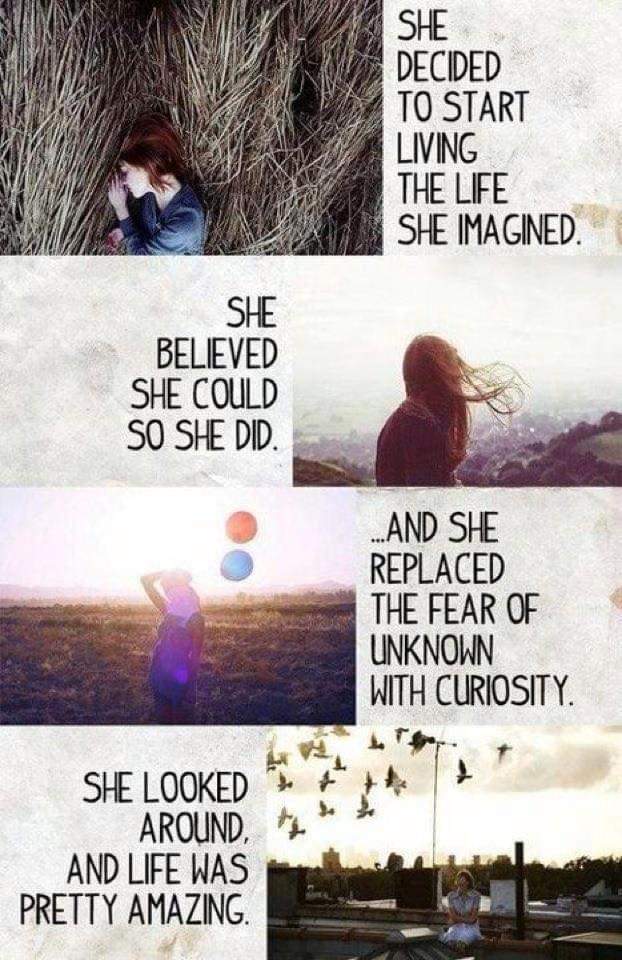 SHE
DECIDED
TO START
LIVING
THE LIFE
SHE IMAGINED.
SHE
BELIEVED
SHE COULD
SO SHE DID.
...AND SHE
REPLACED
THE FEAR OF
UNKNOWN
WITH CURIOSITY.
SHE LOOKED
AROUND,
AND LIFE WAS
PRETTY AMAZING.